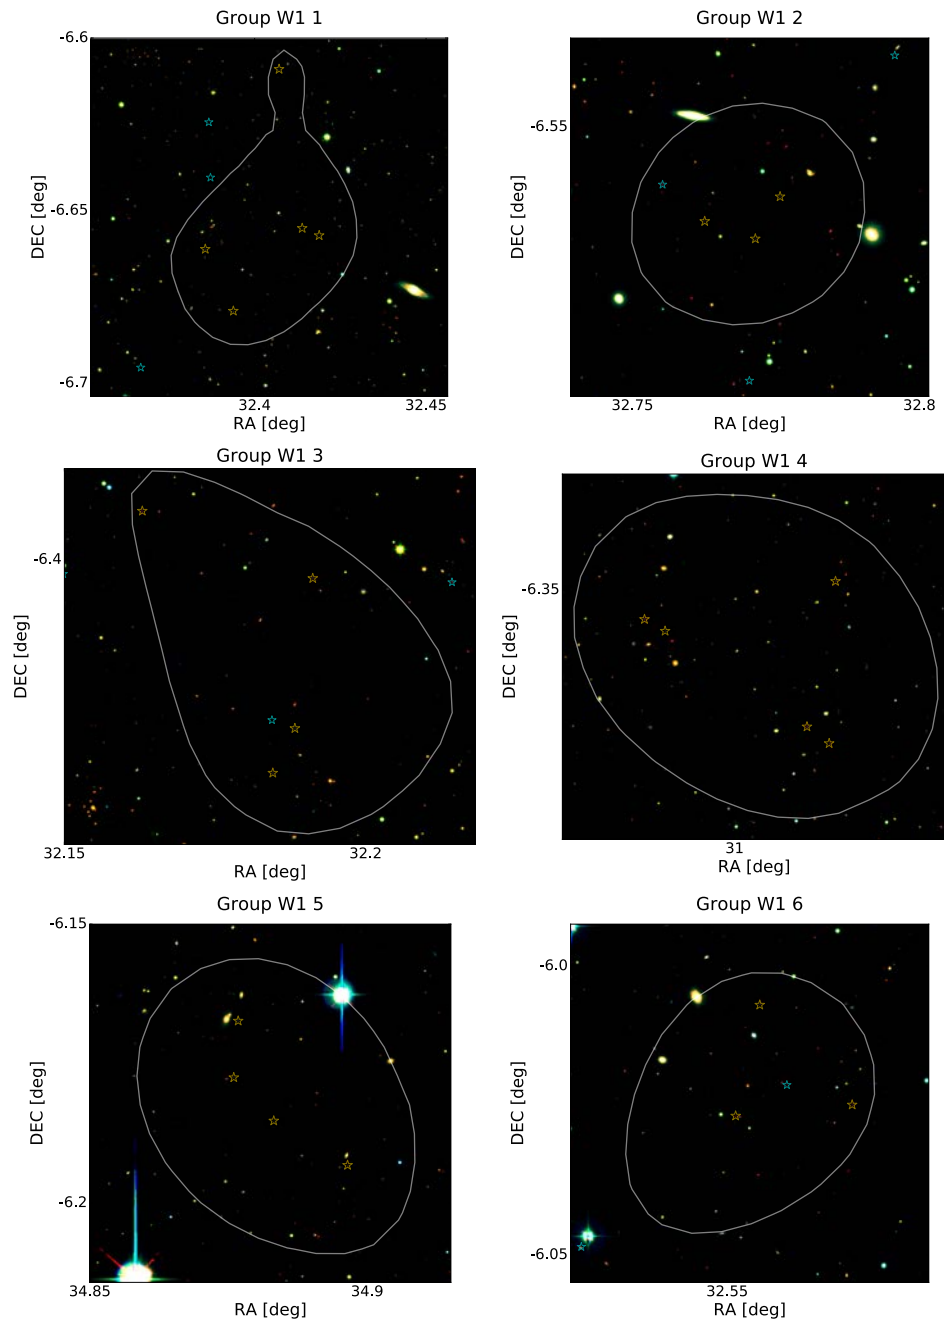 Group W1 1
-6.6
-6.65
-6.7
DEC [deg]
32.4
32.45
RA [deg]
Group W1 2
-6.55
DEC [deg]
32.75
32.8
RA [deg]
Group W1 3
-6.4
DEC [deg]
32.15
32.2
RA [deg]
Group W1 4
-6.35
DEC [deg]
31
RA [deg]
Group W1 5
-6.15
-6.2
DEC [deg]
34.85
34.9
RA [deg]
Group W1 6
-6.0
-6.05
DEC [deg]
32.55
RA [deg]